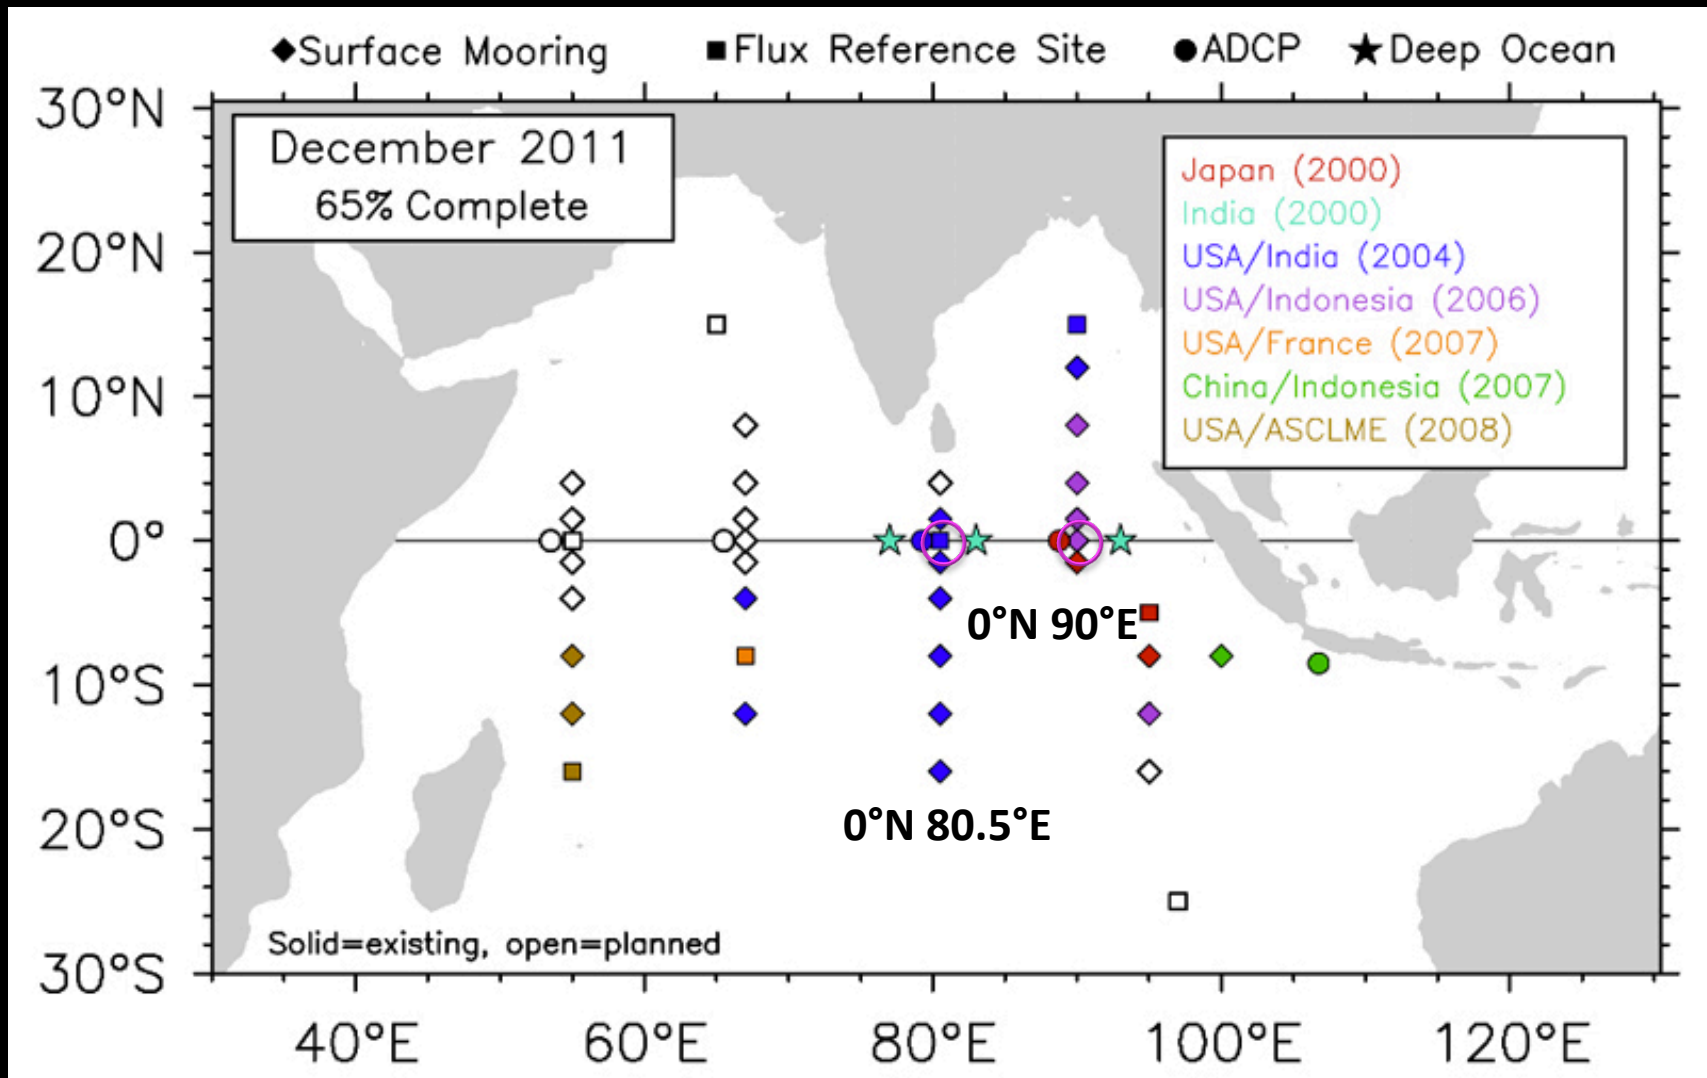 Surface Mooring Flux Reference Site ADCP Deep Ocean
30°N
December 2011
65% Complete
Japan (2000)
India (2000)
20°N
USA/India (2004)
USA/Indonesia (2006)
USA/France (2007)
10°N
China/Indonesia (2007)
USA/ASCLME (2008)
0°
0°N 90°E
10°S
20°S
0°N 80.5°E
Solid=existing, open=planned
30°S
40°E 60°E 80°E 100°E 120°E